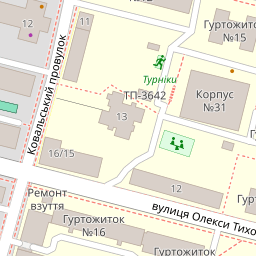 12
11
Гуртожиток
№15
Турніки
ТП-3642
Корпус
№31
13
Ковальський провулок
16/15
12
Ремонт
взуття
вулиця Олекси Тихо
Гуртожиток
№16
Гуртожиток